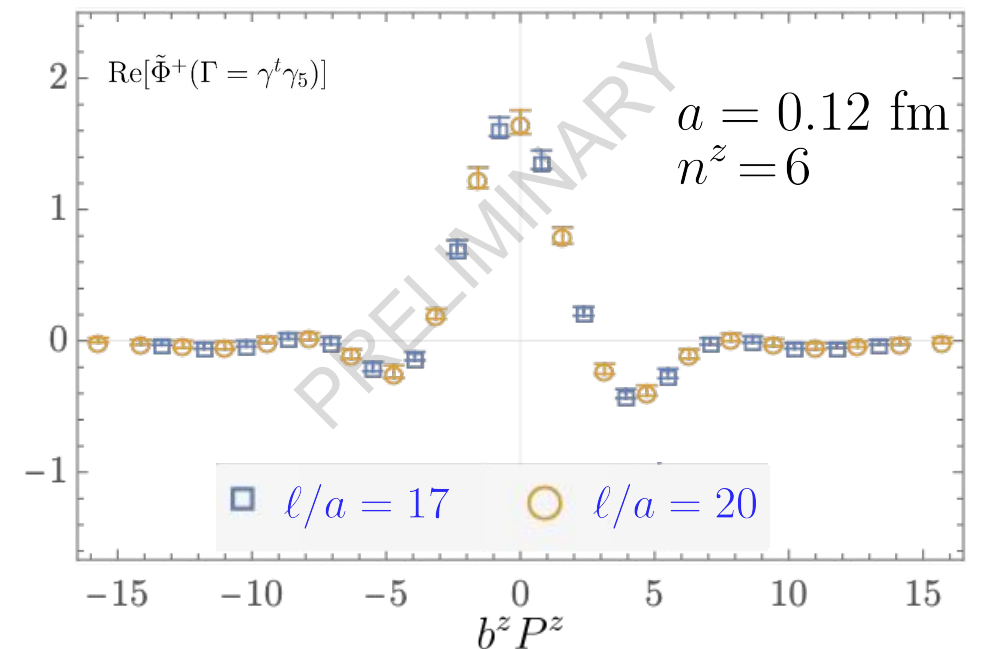 Re[Φ̃⁺(Γ = γᵗγ₅)]
a = 0.12 fm
nᶻ = 6
PRELIMINARY
2
1
0
−1
ℓ/a = 17
ℓ/a = 20
−15 −10 −5 0 5 10 15
bᶻPᶻ